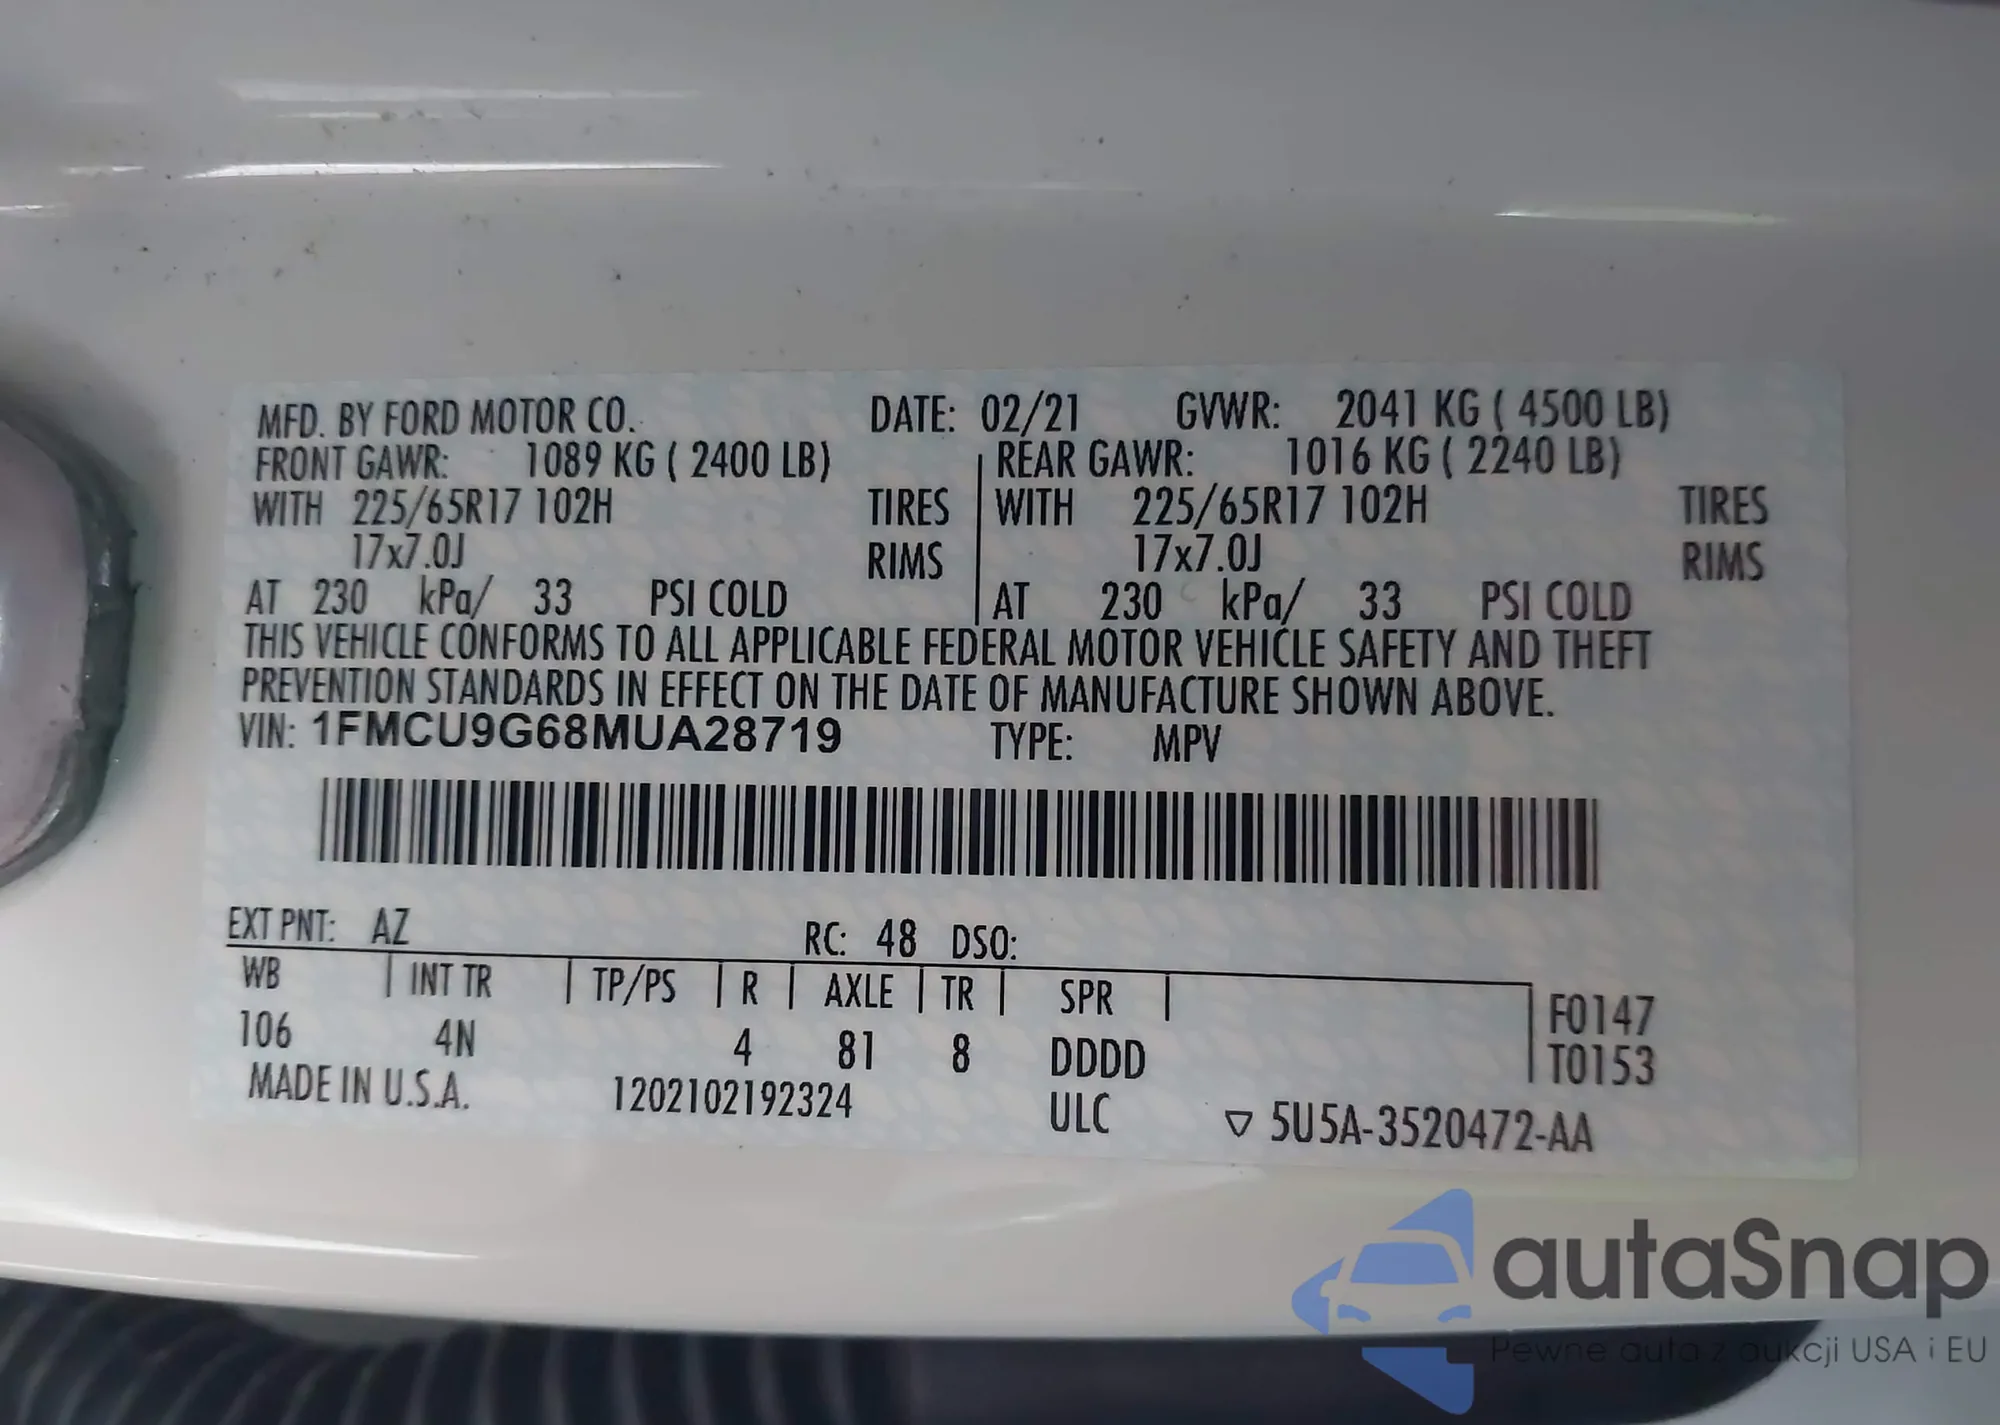 MFD. BY FORD MOTOR CO. DATE: 02/21 GVWR: 2041 KG ( 4500 LB)
FRONT GAWR: 1089 KG ( 2400 LB) REAR GAWR: 1016 KG ( 2240 LB)
WITH 225/65R17 102H TIRES WITH 225/65R17 102H TIRES
17x7.0J RIMS 17x7.0J RIMS
AT 230 kPa/ 33 PSI COLD AT 230 kPa/ 33 PSI COLD
THIS VEHICLE CONFORMS TO ALL APPLICABLE FEDERAL MOTOR VEHICLE SAFETY AND THEFT
PREVENTION STANDARDS IN EFFECT ON THE DATE OF MANUFACTURE SHOWN ABOVE.
VIN: 1FMCU9G68MUA28719 TYPE: MPV
EXT PNT: AZ RC: 48 DSO:
WB INT TR TP/PS R AXLE TR SPR F0147
106 4N 4 81 8 DDDD T0153
MADE IN U.S.A. 1202102192324 ULC ▽ 5U5A-3520472-AA
autaSnap
Pewne auta z aukcji USA i EU